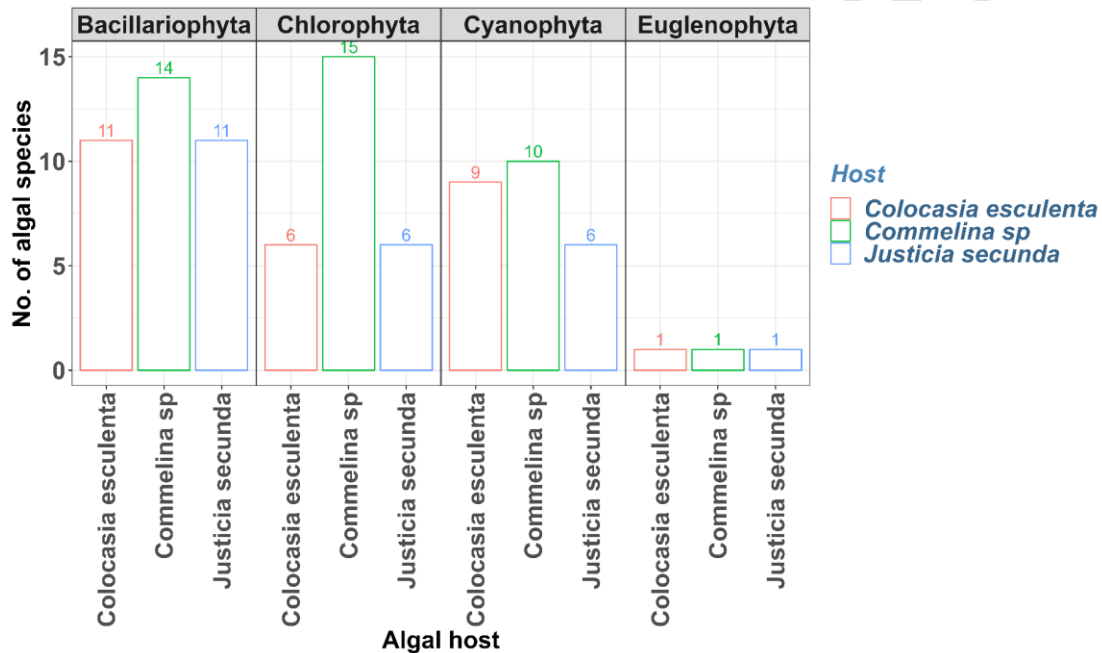 Bacillariophyta Chlorophyta Cyanophyta Euglenophyta
15
10
5
0
No. of algal species
11
14
11
6
15
6
9
10
6
1
1
1
Colocasia esculenta
Commelina sp
Justicia secunda
Colocasia esculenta
Commelina sp
Justicia secunda
Colocasia esculenta
Commelina sp
Justicia secunda
Colocasia esculenta
Commelina sp
Justicia secunda
Algal host
Host
Colocasia esculenta
Commelina sp
Justicia secunda